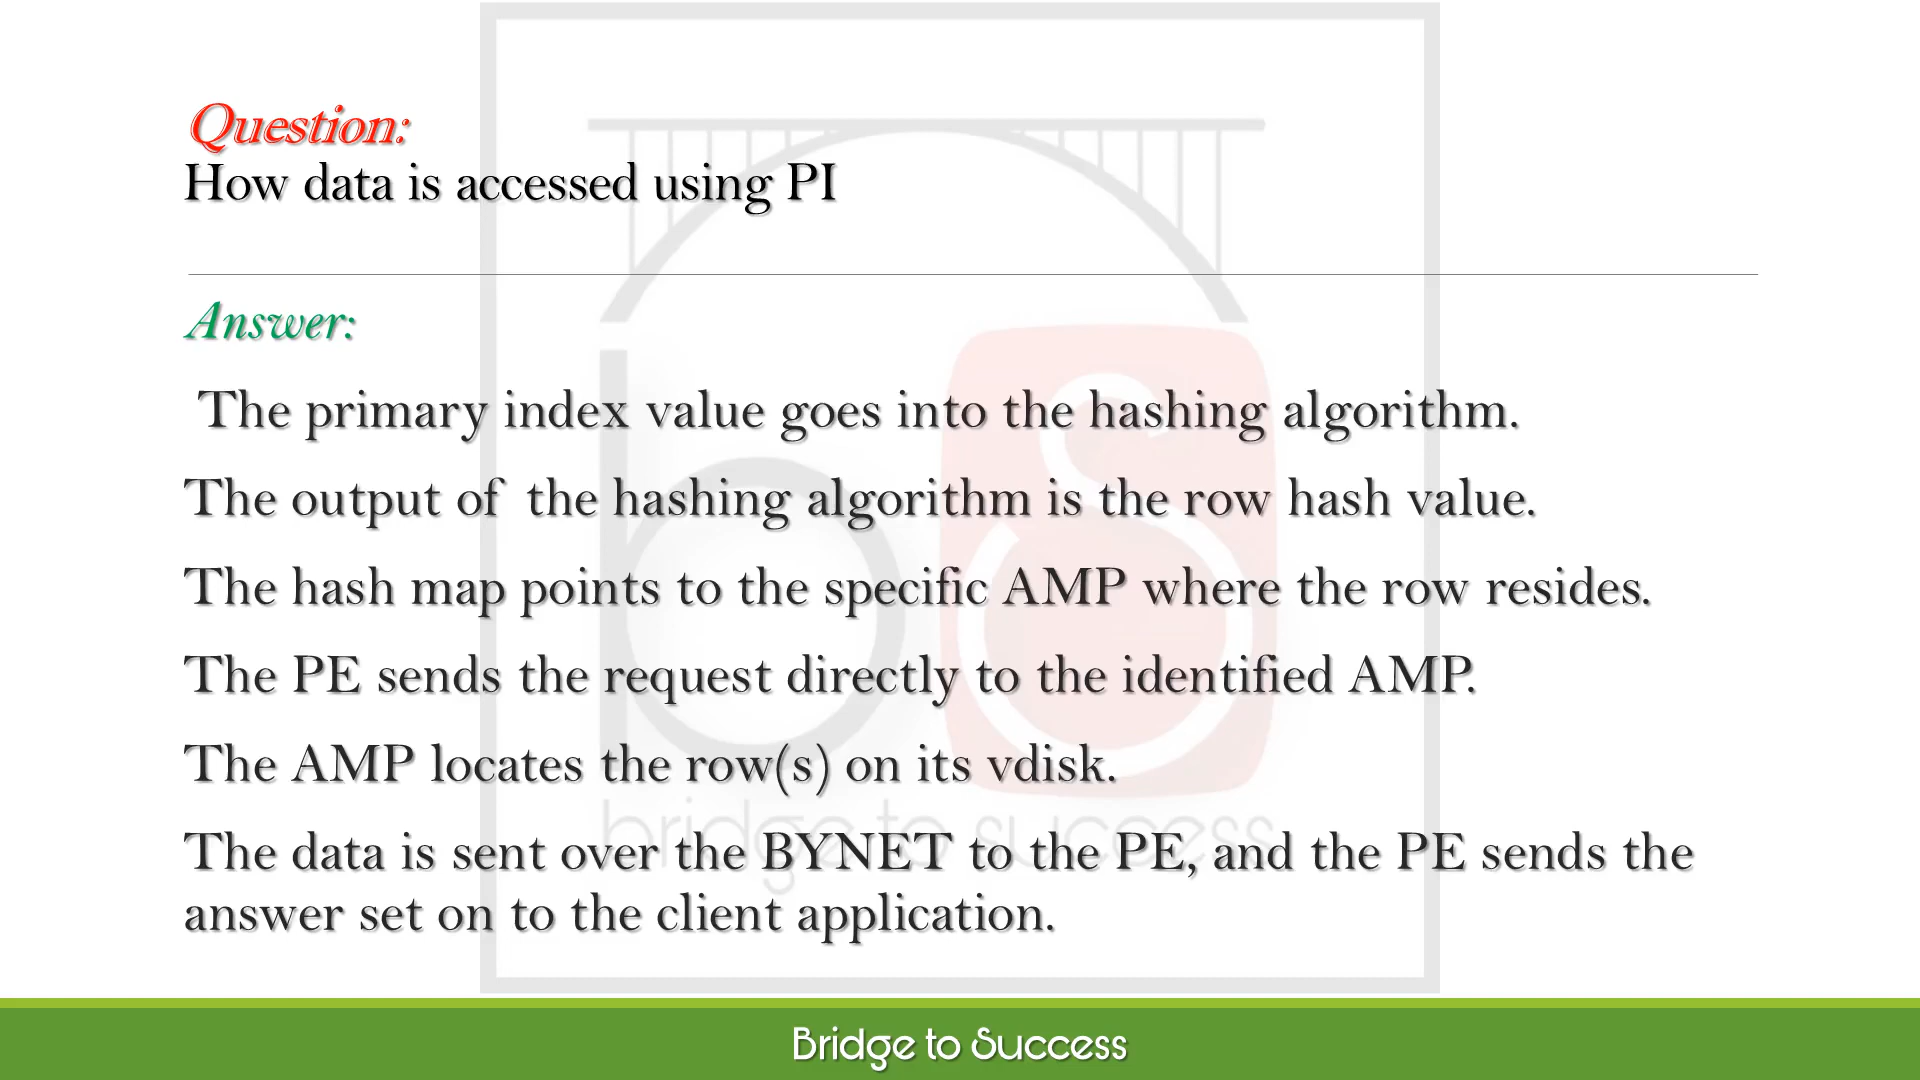 Question:
How data is accessed using PI
Answer:
The primary index value goes into the hashing algorithm.
The output of the hashing algorithm is the row hash value.
The hash map points to the specific AMP where the row resides.
The PE sends the request directly to the identified AMP.
The AMP locates the row(s) on its vdisk.
bridge to success
The data is sent over the BYNET to the PE, and the PE sends the
answer set on to the client application.
Bridge to Success